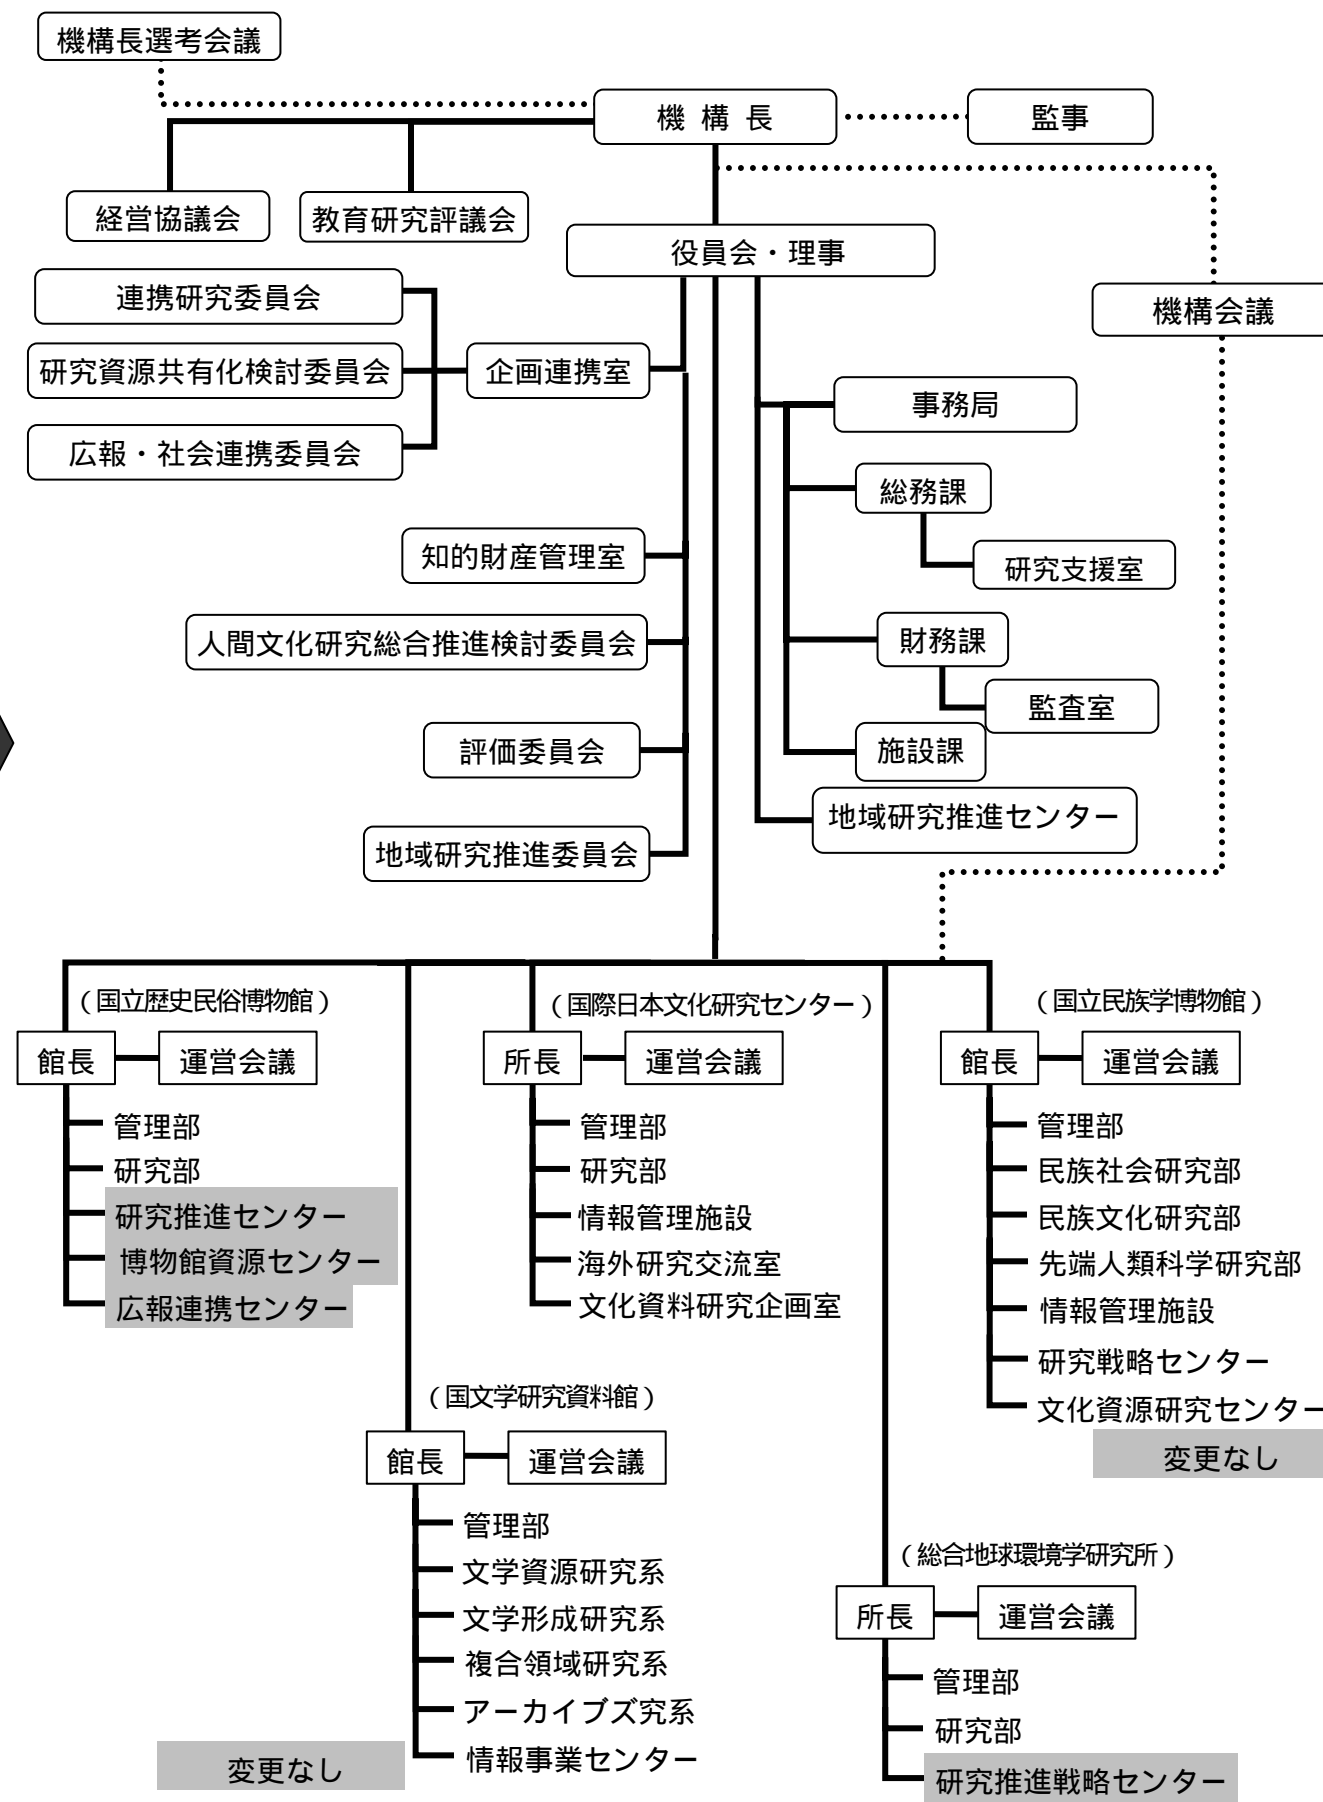 機構長選考会議
機 構 長
監事
経営協議会
教育研究評議会
役員会・理事
連携研究委員会
機構会議
研究資源共有化検討委員会
企画連携室
事務局
広報・社会連携委員会
総務課
知的財産管理室
研究支援室
人間文化研究総合推進検討委員会
財務課
監査室
評価委員会
施設課
地域研究推進センター
地域研究推進委員会
（国立歴史民俗博物館）
館長
運営会議
管理部
研究部
研究推進センター
博物館資源センター
広報連携センター
（国際日本文化研究センター）
所長
運営会議
管理部
研究部
情報管理施設
海外研究交流室
文化資料研究企画室
（国立民族学博物館）
館長
運営会議
管理部
民族社会研究部
民族文化研究部
先端人類科学研究部
情報管理施設
研究戦略センター
文化資源研究センター
変更なし
（国文学研究資料館）
館長
運営会議
管理部
文学資源研究系
文学形成研究系
複合領域研究系
アーカイブズ究系
情報事業センター
変更なし
（総合地球環境学研究所）
所長
運営会議
管理部
研究部
研究推進戦略センター